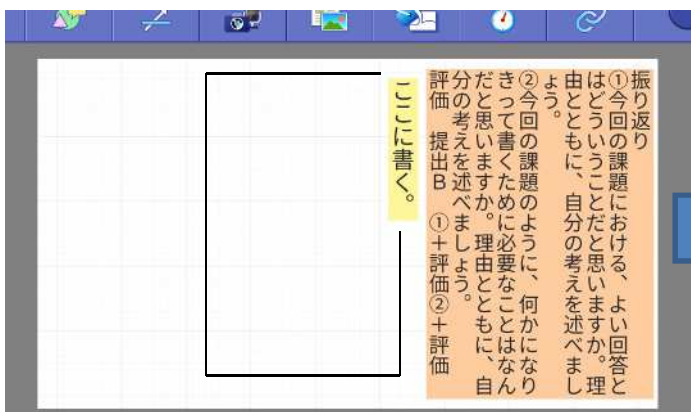 振り返り
①今回の課題における、よい回答と
はどういうことだと思いますか。理
由とともに、自分の考えを述べまし
ょう。
②今回の課題のように、何かになり
きって書くために必要なことはなん
だと思いますか。理由とともに、自
分の考えを述べましょう。
評価　提出B　①+評価②+評価
ここに書く。